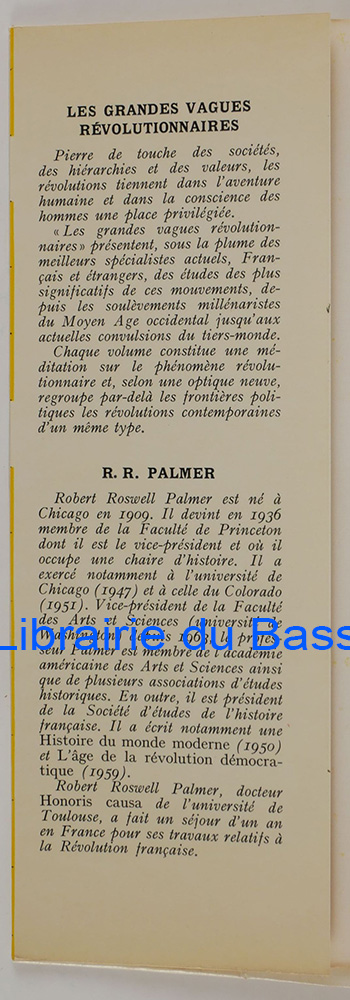 LES GRANDES VAGUES
RÉVOLUTIONNAIRES
Pierre de touche des sociétés,
des hiérarchies et des valeurs, les
révolutions tiennent dans l'aventure
humaine et dans la conscience des
hommes une place privilégiée.
« Les grandes vagues révolution-
naires » présentent, sous la plume des
meilleurs spécialistes actuels, Fran-
çais et étrangers, des études des plus
significatifs de ces mouvements, de-
puis les soulèvements millénaristes
du Moyen Age occidental jusqu'aux
actuelles convulsions du tiers-monde.
Chaque volume constitue une mé-
ditation sur le phénomène révolu-
tionnaire et, selon une optique neuve,
regroupe par-delà les frontières poli-
tiques les révolutions contemporaines
d'un même type.
R. R. PALMER
Robert Roswell Palmer est né à
Chicago en 1909. Il devint en 1936
membre de la Faculté de Princeton
dont il est le vice-président et où il
occupe une chaire d'histoire. Il a
exercé notamment à l'université de
Chicago (1947) et à celle du Colorado
(1951). Vice-président de la Faculté
des Arts et Sciences (Université de
Washington) depuis 1963, le profes-
seur Palmer est membre de l'académie
américaine des Arts et Sciences ainsi
que de plusieurs associations d'études
historiques. En outre, il est président
de la Société d'études de l'histoire
française. Il a écrit notamment une
Histoire du monde moderne (1950)
et L'âge de la révolution démocra-
tique (1959).
Robert Roswell Palmer, docteur
Honoris causa de l'université de
Toulouse, a fait un séjour d'un an
en France pour ses travaux relatifs à
la Révolution française.
Librairie du Bass